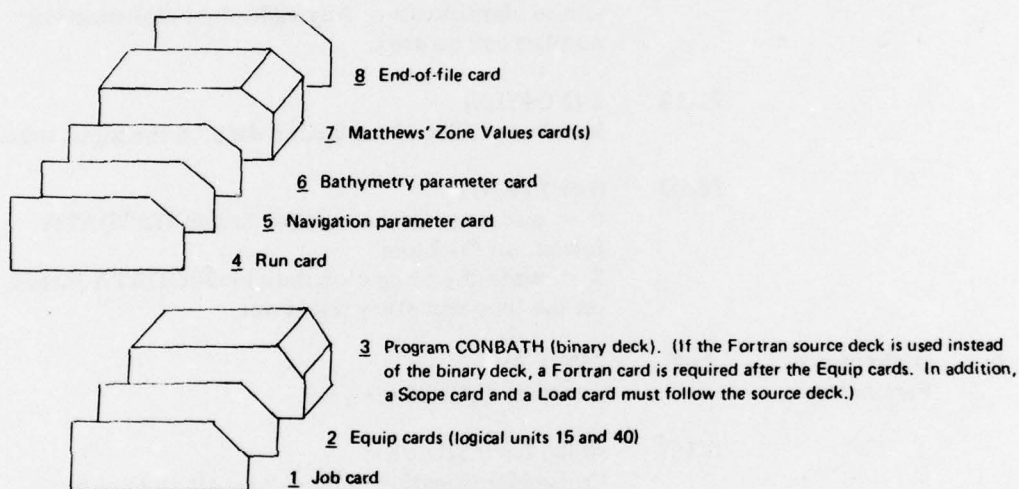 8 End-of-file card
7 Matthews' Zone Values card(s)
6 Bathymetry parameter card
5 Navigation parameter card
4 Run card
3 Program CONBATH (binary deck). (If the Fortran source deck is used instead
of the binary deck, a Fortran card is required after the Equip cards. In addition,
a Scope card and a Load card must follow the source deck.)
2 Equip cards (logical units 15 and 40)
1 Job card